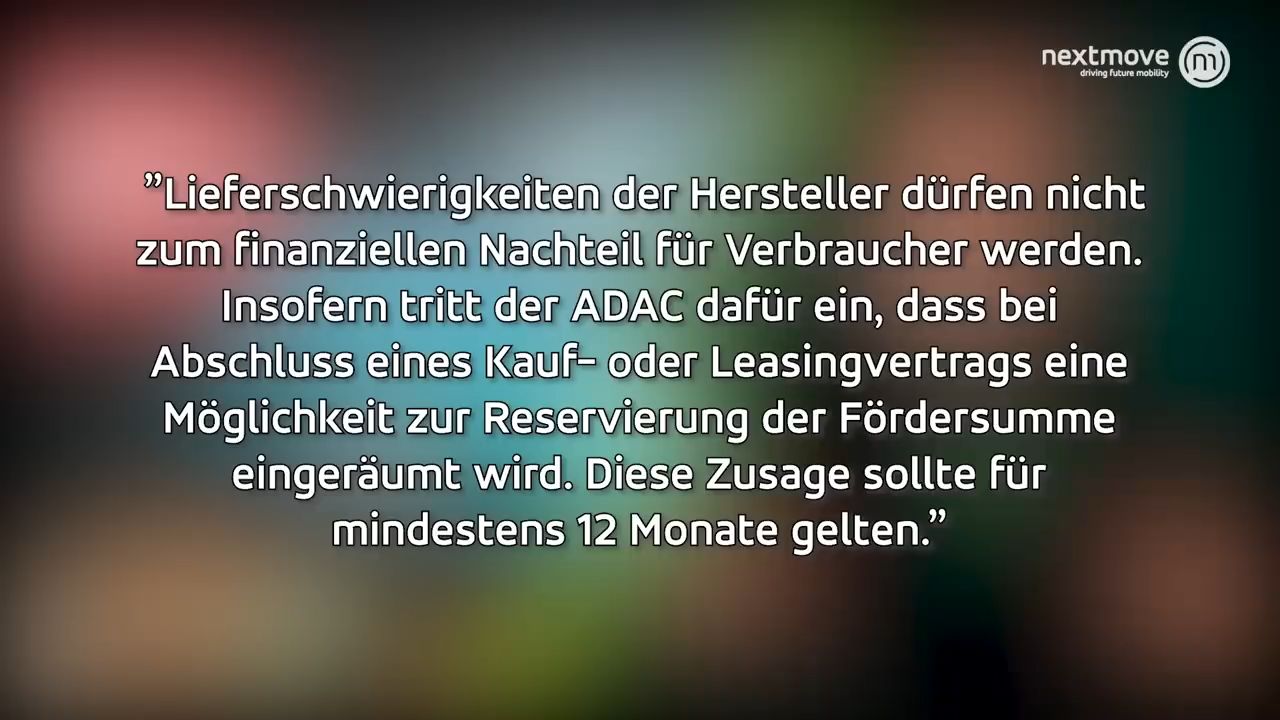 nextmove
driving future mobility
”Lieferschwierigkeiten der Hersteller dürfen nicht
zum finanziellen Nachteil für Verbraucher werden.
Insofern tritt der ADAC dafür ein, dass bei
Abschluss eines Kauf- oder Leasingvertrags eine
Möglichkeit zur Reservierung der Fördersumme
eingeräumt wird. Diese Zusage sollte für
mindestens 12 Monate gelten.”